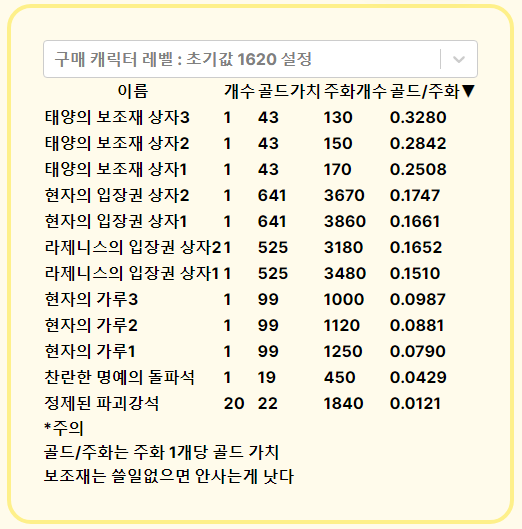 구매 캐릭터 레벨 : 초기값 1620 설정
이름 개수 골드가치 주화개수 골드/주화▼
태양의 보조재 상자3 1 43 130 0.3280
태양의 보조재 상자2 1 43 150 0.2842
태양의 보조재 상자1 1 43 170 0.2508
현자의 입장권 상자2 1 641 3670 0.1747
현자의 입장권 상자1 1 641 3860 0.1661
라제니스의 입장권 상자2 1 525 3180 0.1652
라제니스의 입장권 상자1 1 525 3480 0.1510
현자의 가루3 1 99 1000 0.0987
현자의 가루2 1 99 1120 0.0881
현자의 가루1 1 99 1250 0.0790
찬란한 명예의 돌파석 1 19 450 0.0429
정제된 파괴강석 20 22 1840 0.0121
*주의
골드/주화는 주화 1개당 골드 가치
보조재는 쓸일없으면 안사는게 낫다